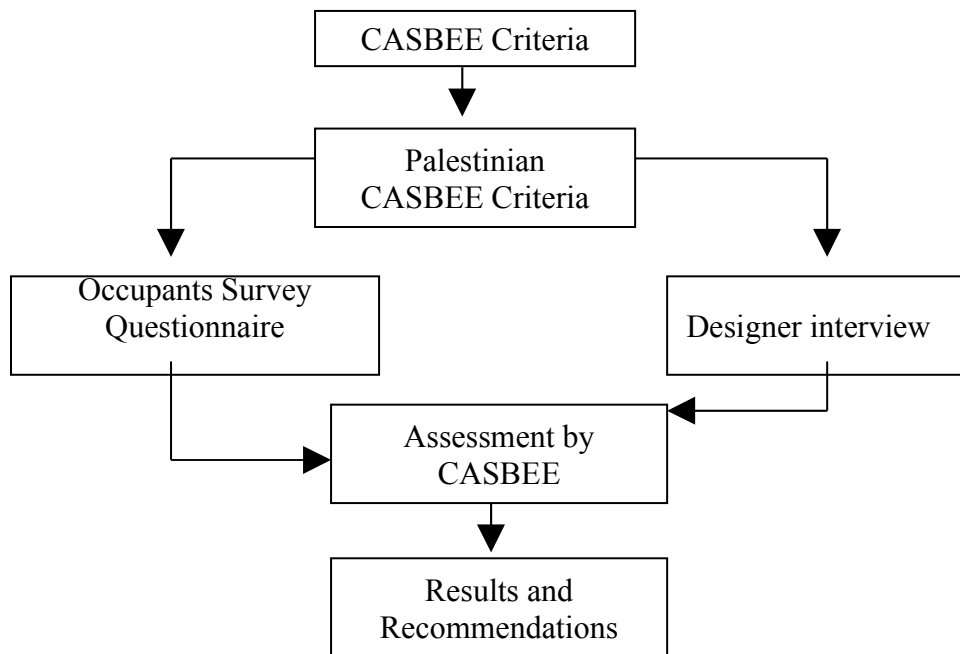 CASBEE Criteria
Palestinian
CASBEE Criteria
Occupants Survey
Questionnaire
Designer interview
Assessment by
CASBEE
Results and
Recommendations